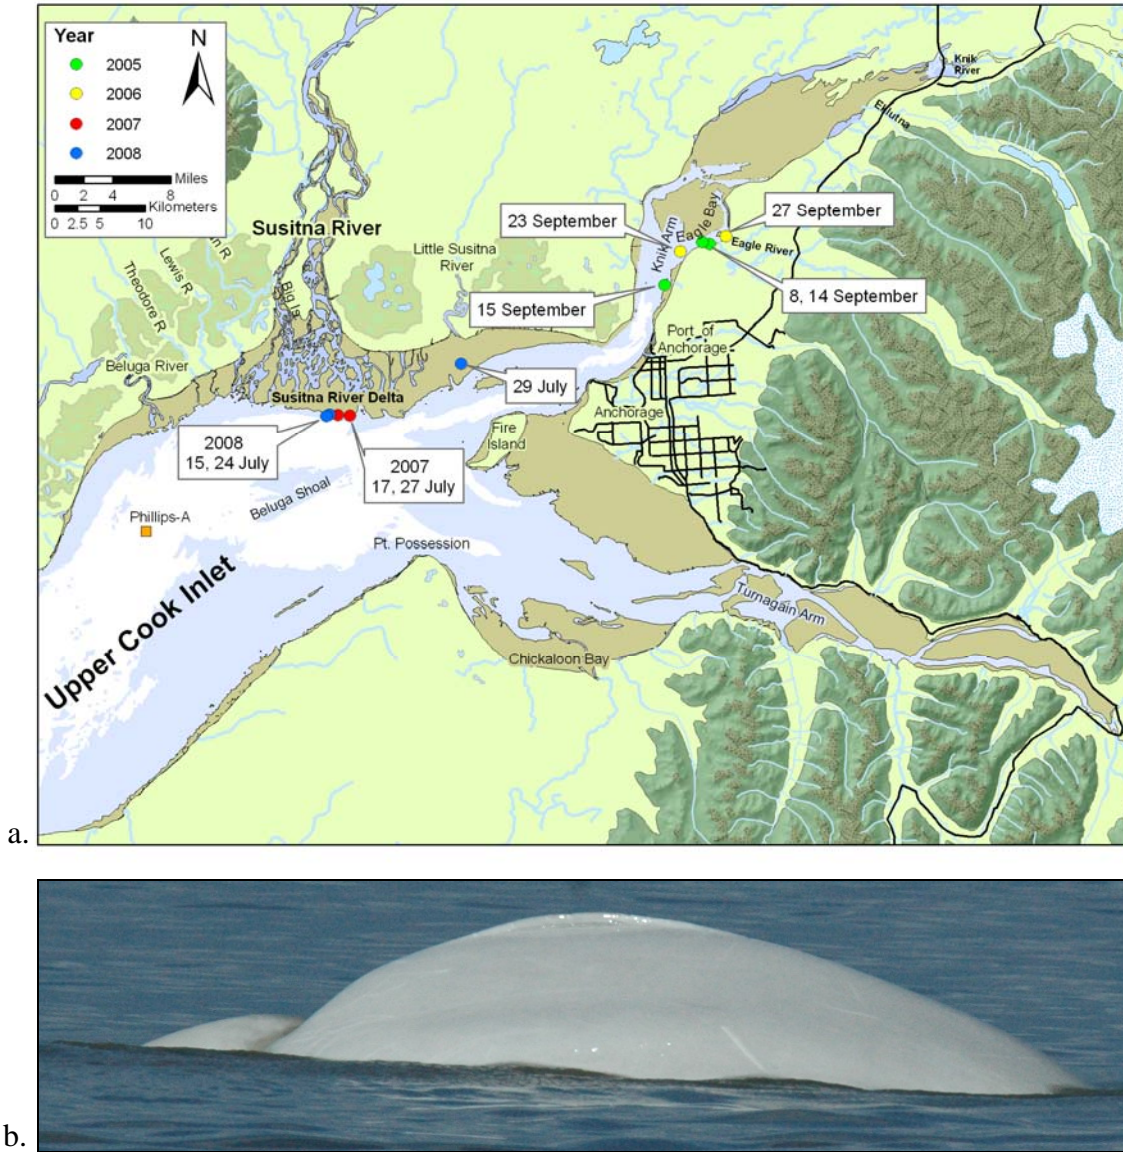 Year
N
2005
2006
2007
2008
Miles
0 2 4 8
Kilometers
0 2.5 5 10
Knik
River
Eklutna
Susitna River
23 September
27 September
Eagle Bay
Knik Arm
Eagle River
Little Susitna
River
Lewis R
Theodore R
Big Is
15 September
8, 14 September
Port of
Anchorage
Beluga River
29 July
Susitna River Delta
Anchorage
Fire
Island
2008
15, 24 July
2007
17, 27 July
Beluga Shoal
Phillips-A
Pt. Possession
Upper Cook Inlet
Turnagain Arm
Chickaloon Bay
a.
b.